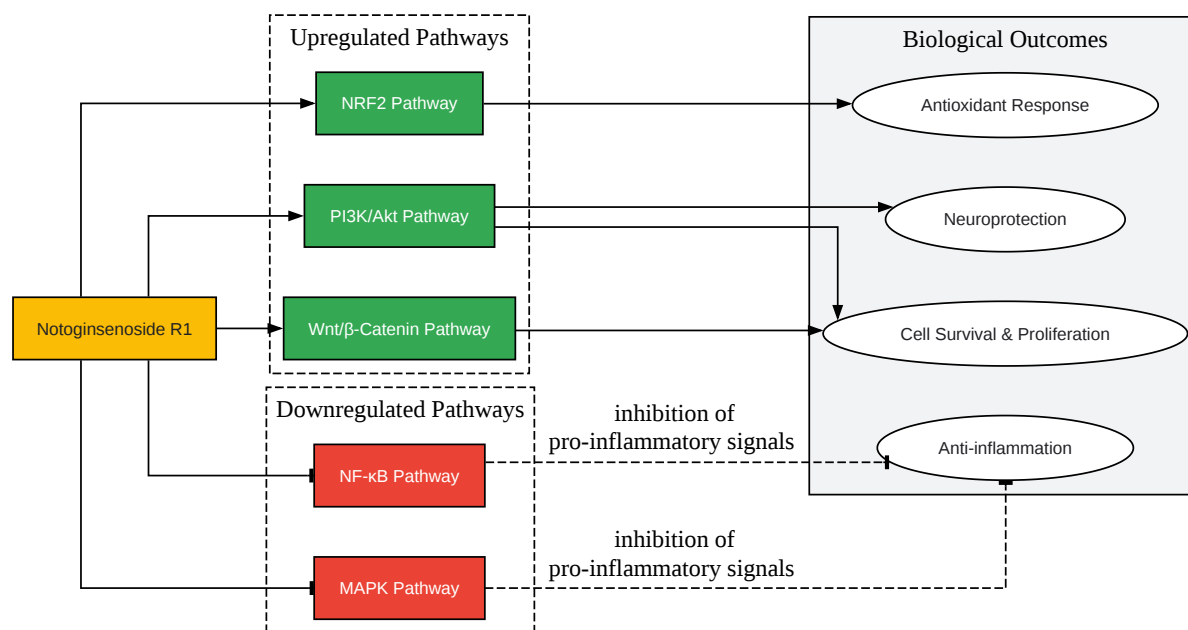 Upregulated Pathways
Biological Outcomes
NRF2 Pathway
Antioxidant Response
PI3K/Akt Pathway
Neuroprotection
Notoginsenoside R1
Wnt/β-Catenin Pathway
Cell Survival & Proliferation
Downregulated Pathways
inhibition of
pro-inflammatory signals
Anti-inflammation
NF-κB Pathway
inhibition of
pro-inflammatory signals
MAPK Pathway